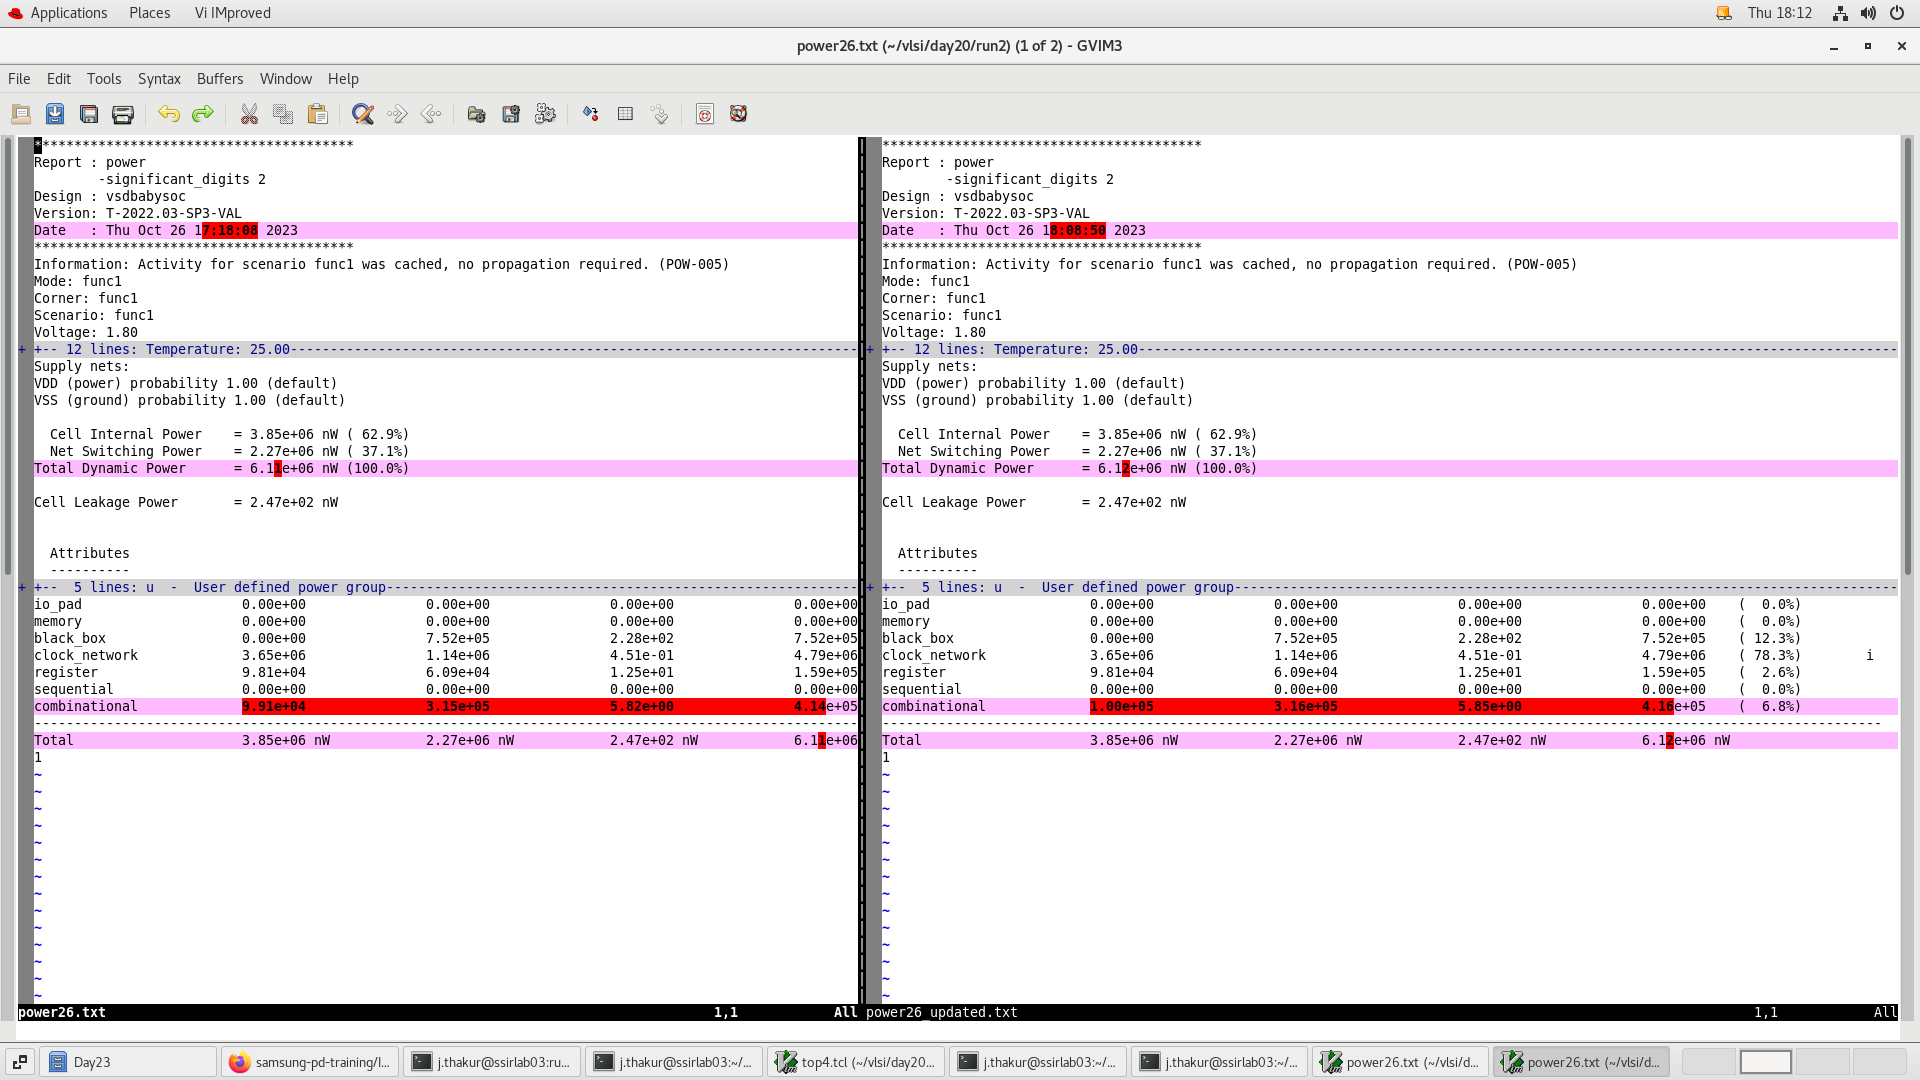 Applications Places Vi IMproved Thu 18:12
power26.txt (~/vlsi/day20/run2) (1 of 2) - GVIM3
File Edit Tools Syntax Buffers Window Help
****************************************
Report : power
        -significant_digits 2
Design : vsdbabysoc
Version: T-2022.03-SP3-VAL
Date   : Thu Oct 26 17:18:08 2023
****************************************
Information: Activity for scenario func1 was cached, no propagation required. (POW-005)
Mode: func1
Corner: func1
Scenario: func1
Voltage: 1.80
+ +-- 12 lines: Temperature: 25.00-----------------------------------------------------------------------
Supply nets:
VDD (power) probability 1.00 (default)
VSS (ground) probability 1.00 (default)
  Cell Internal Power    = 3.85e+06 nW ( 62.9%)
  Net Switching Power    = 2.27e+06 nW ( 37.1%)
Total Dynamic Power      = 6.11e+06 nW (100.0%)
Cell Leakage Power       = 2.47e+02 nW
  Attributes
  ----------
+ +--  5 lines: u  -  User defined power group-----------------------------------------------------------
io_pad                    0.00e+00               0.00e+00               0.00e+00               0.00e+00
memory                    0.00e+00               0.00e+00               0.00e+00               0.00e+00
black_box                 0.00e+00               7.52e+05               2.28e+02               7.52e+05
clock_network             3.65e+06               1.14e+06               4.51e-01               4.79e+06
register                  9.81e+04               6.09e+04               1.25e+01               1.59e+05
sequential                0.00e+00               0.00e+00               0.00e+00               0.00e+00
combinational             9.91e+04               3.15e+05               5.82e+00               4.14e+05
-------------------------------------------------------------------------------------------------------
Total                     3.85e+06 nW            2.27e+06 nW            2.47e+02 nW            6.11e+06
1
~
~
~
~
~
~
~
~
~
~
~
~
~
~
power26.txt 1,1 All
****************************************
Report : power
        -significant_digits 2
Design : vsdbabysoc
Version: T-2022.03-SP3-VAL
Date   : Thu Oct 26 18:08:50 2023
****************************************
Information: Activity for scenario func1 was cached, no propagation required. (POW-005)
Mode: func1
Corner: func1
Scenario: func1
Voltage: 1.80
+ +-- 12 lines: Temperature: 25.00-----------------------------------------------------------------------------------------------
Supply nets:
VDD (power) probability 1.00 (default)
VSS (ground) probability 1.00 (default)
  Cell Internal Power    = 3.85e+06 nW ( 62.9%)
  Net Switching Power    = 2.27e+06 nW ( 37.1%)
Total Dynamic Power      = 6.12e+06 nW (100.0%)
Cell Leakage Power       = 2.47e+02 nW
  Attributes
  ----------
+ +--  5 lines: u  -  User defined power group-----------------------------------------------------------------------------------
io_pad                    0.00e+00               0.00e+00               0.00e+00               0.00e+00    (  0.0%)
memory                    0.00e+00               0.00e+00               0.00e+00               0.00e+00    (  0.0%)
black_box                 0.00e+00               7.52e+05               2.28e+02               7.52e+05    ( 12.3%)
clock_network             3.65e+06               1.14e+06               4.51e-01               4.79e+06    ( 78.3%)        i
register                  9.81e+04               6.09e+04               1.25e+01               1.59e+05    (  2.6%)
sequential                0.00e+00               0.00e+00               0.00e+00               0.00e+00    (  0.0%)
combinational             1.00e+05               3.16e+05               5.85e+00               4.16e+05    (  6.8%)
-----------------------------------------------------------------------------------------------------------------------------
Total                     3.85e+06 nW            2.27e+06 nW            2.47e+02 nW            6.12e+06 nW
1
~
~
~
~
~
~
~
~
~
~
~
~
~
~
power26_updated.txt 1,1 All
Day23 samsung-pd-training/l... j.thakur@ssirlab03:ru... j.thakur@ssirlab03:~/... top4.tcl (~/vlsi/day20... j.thakur@ssirlab03:~/... j.thakur@ssirlab03:~/... power26.txt (~/vlsi/d... power26.txt (~/vlsi/d...